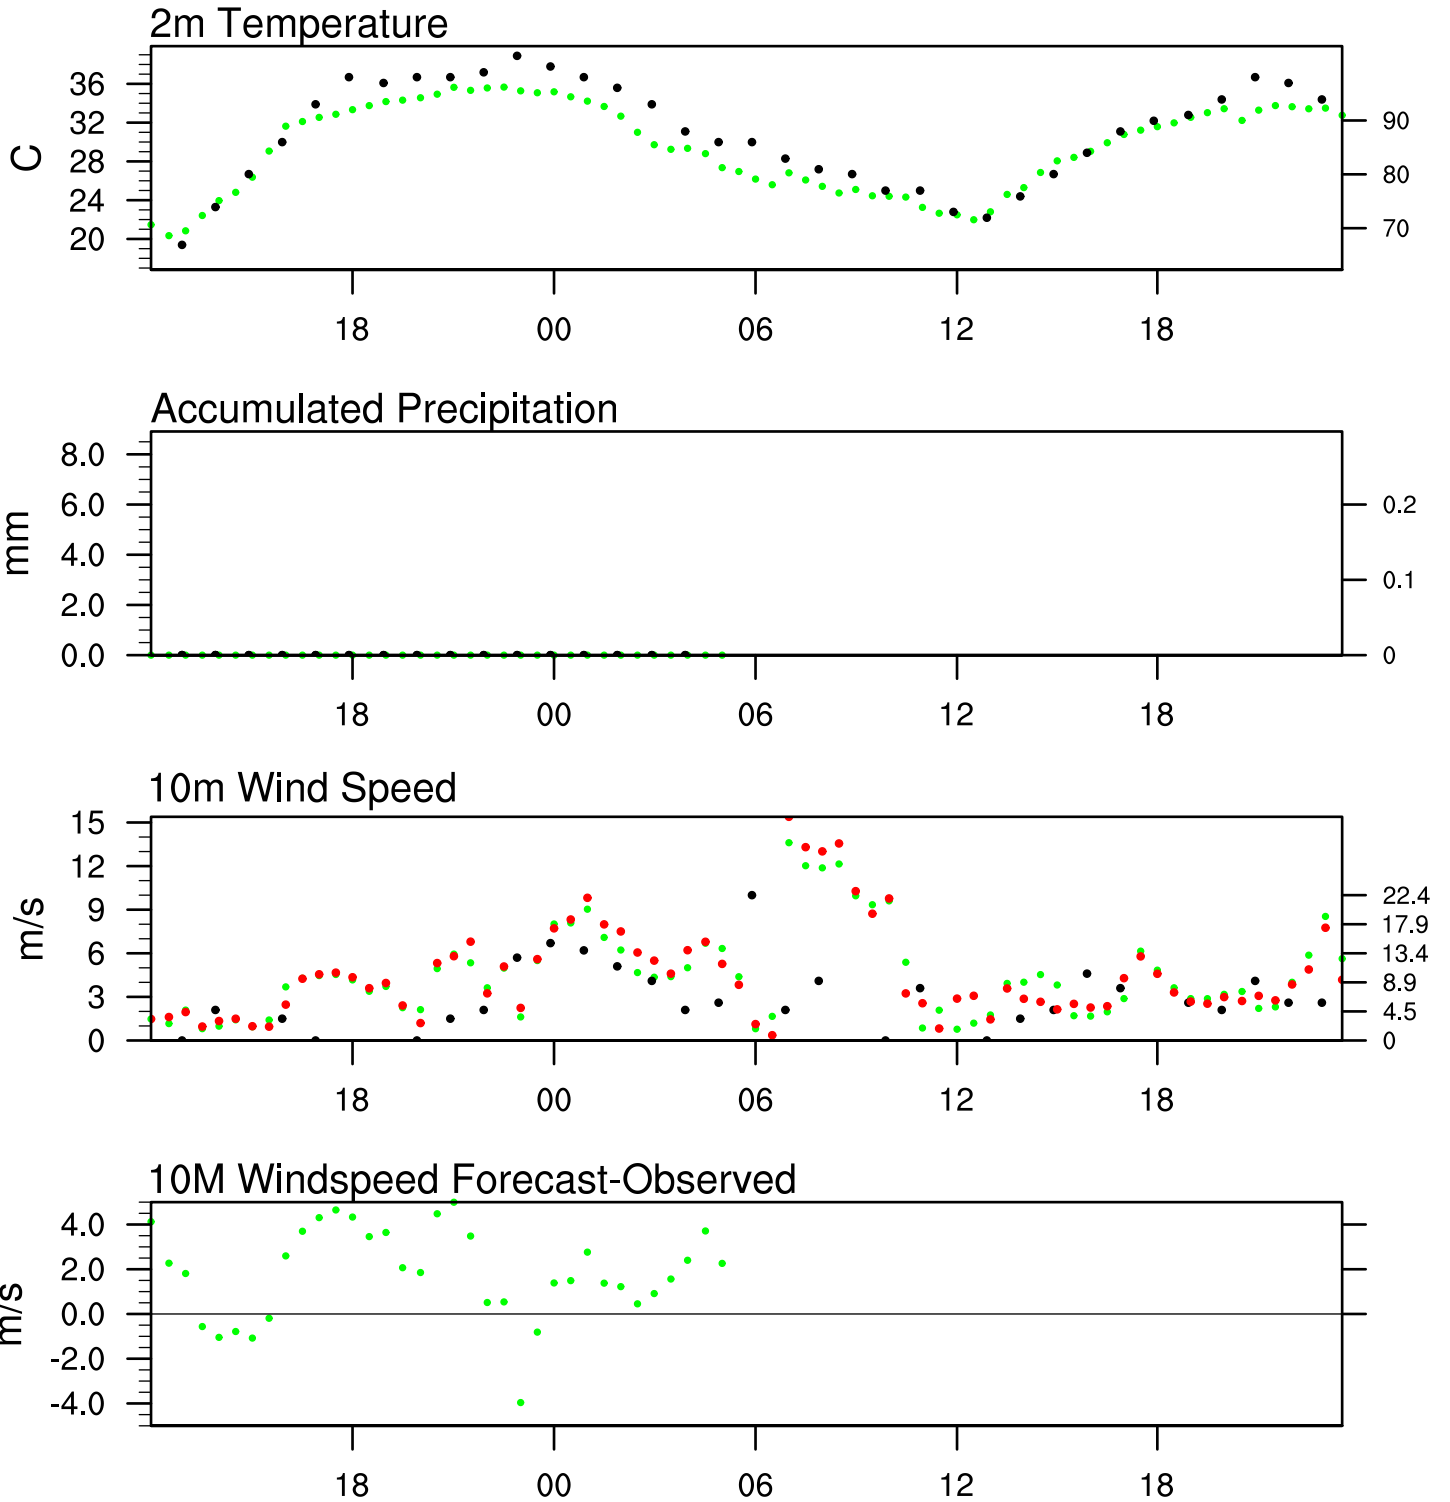 2m Temperature
36
32
28
24
20
C
90
80
70
18 00 06 12 18
Accumulated Precipitation
8.0
6.0
4.0
2.0
0.0
mm
0.2
0.1
0
18 00 06 12 18
10m Wind Speed
15
12
9
6
3
0
m/s
22.4
17.9
13.4
8.9
4.5
0
18 00 06 12 18
10M Windspeed Forecast-Observed
4.0
2.0
0.0
-2.0
-4.0
m/s
18 00 06 12 18